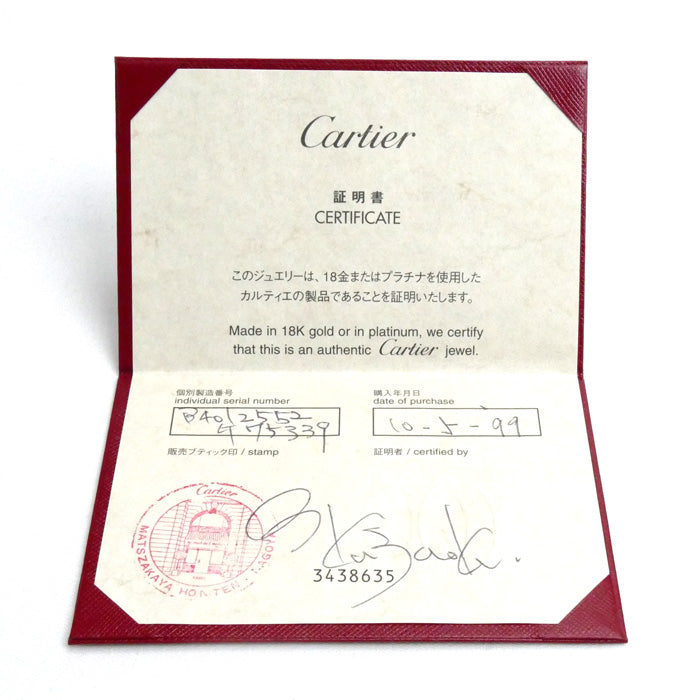 Cartier
証明書
CERTIFICATE
このジュエリーは、18金またはプラチナを使用した
カルティエの製品であることを証明いたします。
Made in 18K gold or in platinum, we certify
that this is an authentic Cartier jewel.
個別製造番号
individual serial number
B4012552
購入年月日
date of purchase
10-5-'99
販売ブティック印 / stamp
証明者 / certified by
Cartier
MATSZAKAYA HONTEN NAGOYA
3438635